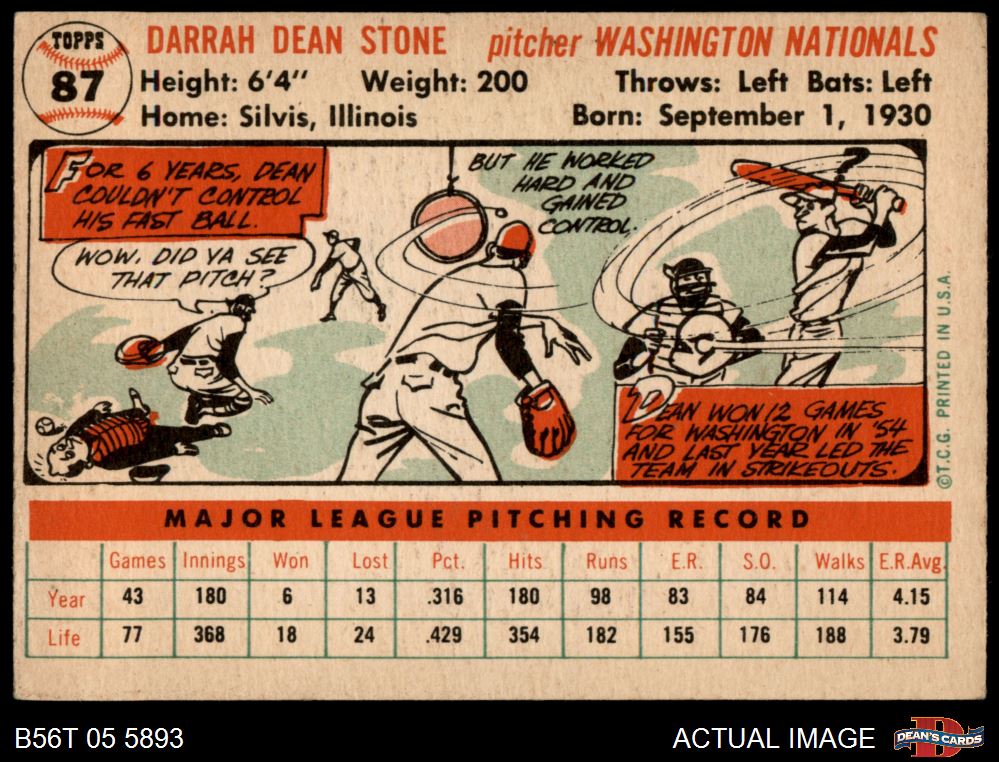 TOPPS
87
DARRAH DEAN STONE pitcher WASHINGTON NATIONALS
Height: 6'4" Weight: 200 Throws: Left Bats: Left
Home: Silvis, Illinois Born: September 1, 1930
FOR 6 YEARS, DEAN
COULDN'T CONTROL
HIS FAST BALL.
WOW, DID YA SEE
THAT PITCH?
BUT HE WORKED
HARD AND
GAINED
CONTROL.
?
DEAN WON 12 GAMES
FOR WASHINGTON IN '54
AND LAST YEAR LED THE
TEAM IN STRIKEOUTS.
©T.C.G. PRINTED IN U.S.A.
MAJOR LEAGUE PITCHING RECORD
Games Innings Won Lost Pct. Hits Runs E.R. S.O. Walks E.R.Avg.
Year 43 180 6 13 .316 180 98 83 84 114 4.15
Life 77 368 18 24 .429 354 182 155 176 188 3.79
B56T 05 5893 ACTUAL IMAGE
D
DEAN'S CARDS